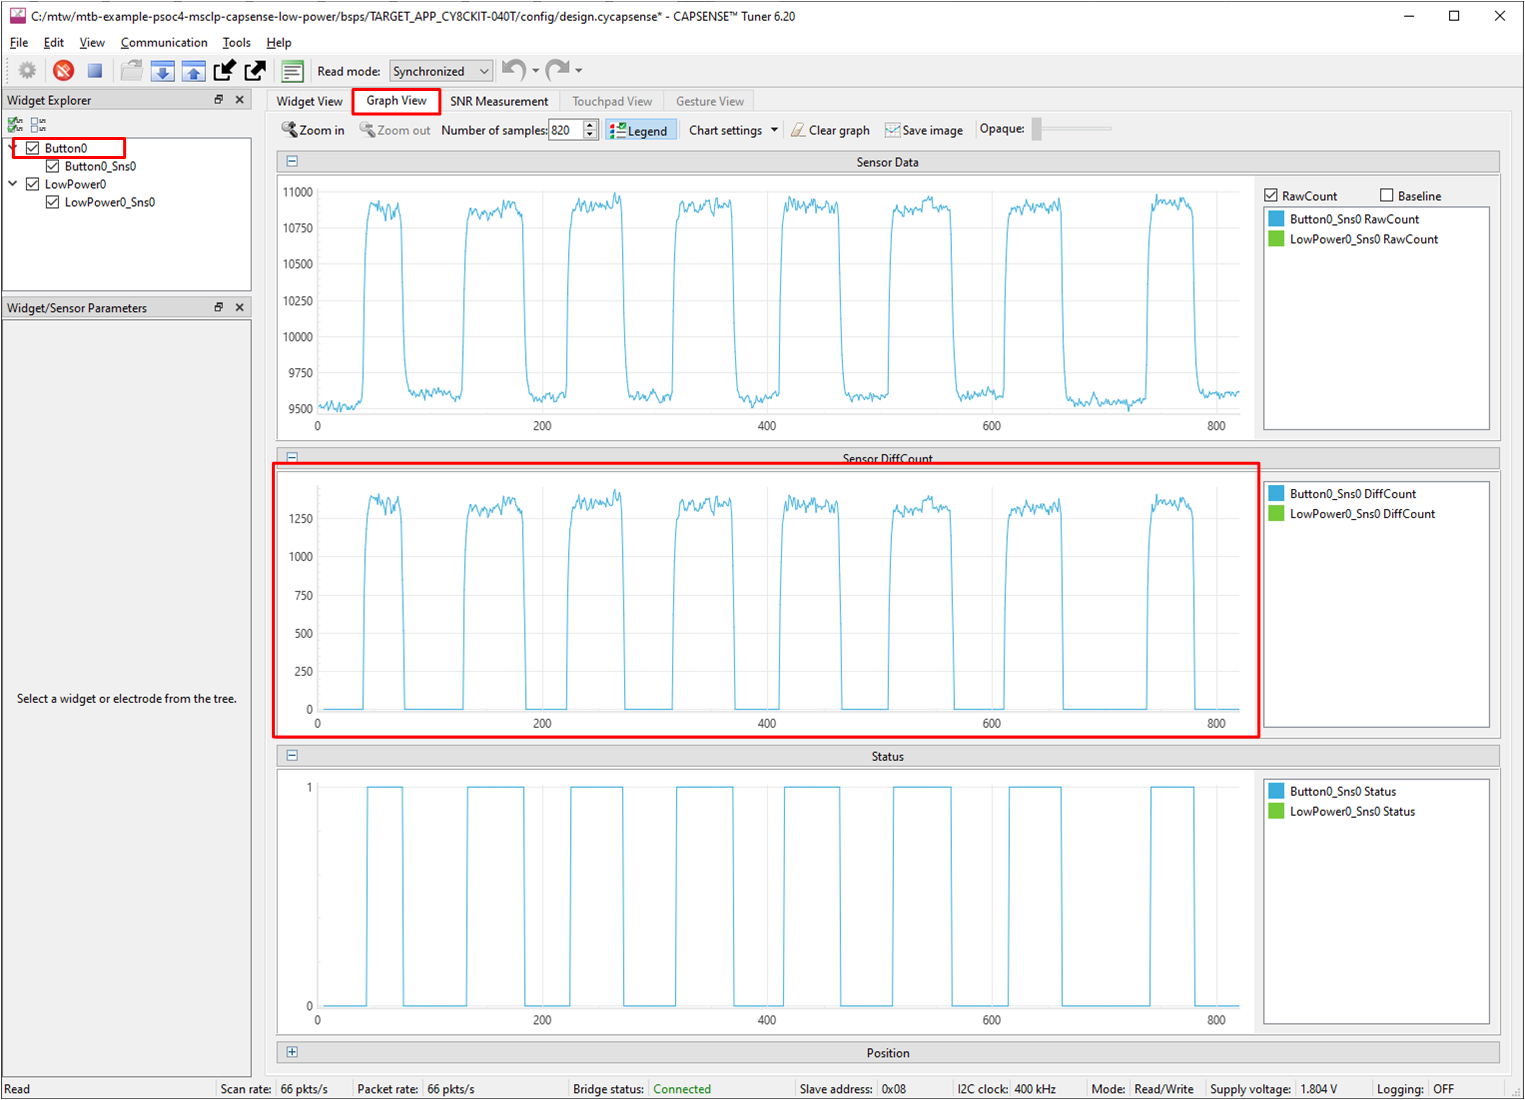 C:/mtw/mtb-example-psoc4-msclp-capsense-low-power/bsps/TARGET_APP_CY8CKIT-040T/config/design.cycapsense* - CAPSENSE™ Tuner 6.20
File Edit View Communication Tools Help
Read mode: Synchronized
Widget Explorer
Button0
Button0_Sns0
LowPower0
LowPower0_Sns0
Widget/Sensor Parameters
Select a widget or electrode from the tree.
Widget View Graph View SNR Measurement Touchpad View Gesture View
Zoom in Zoom out Number of samples: 820 Legend Chart settings Clear graph Save image Opaque:
Sensor Data
11000
10750
10500
10250
10000
9750
9500
0 200 400 600 800
RawCount Baseline
Button0_Sns0 RawCount
LowPower0_Sns0 RawCount
Sensor DiffCount
1250
1000
750
500
250
0
0 200 400 600 800
Button0_Sns0 DiffCount
LowPower0_Sns0 DiffCount
Status
1
0
0 200 400 600 800
Button0_Sns0 Status
LowPower0_Sns0 Status
Position
Read Scan rate: 66 pkts/s Packet rate: 66 pkts/s Bridge status: Connected Slave address: 0x08 I2C clock: 400 kHz Mode: Read/Write Supply voltage: 1.804 V Logging: OFF